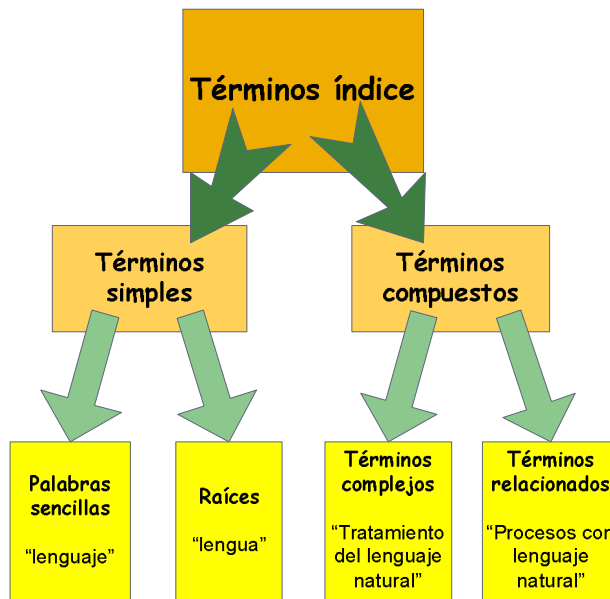 Términos índice
Términos
simples
Términos
compuestos
Palabras
sencillas
“lenguaje”
Raíces
“lengua”
Términos
complejos
“Tratamiento
del lenguaje
natural”
Términos
relacionados
“Procesos con
lenguaje
natural”